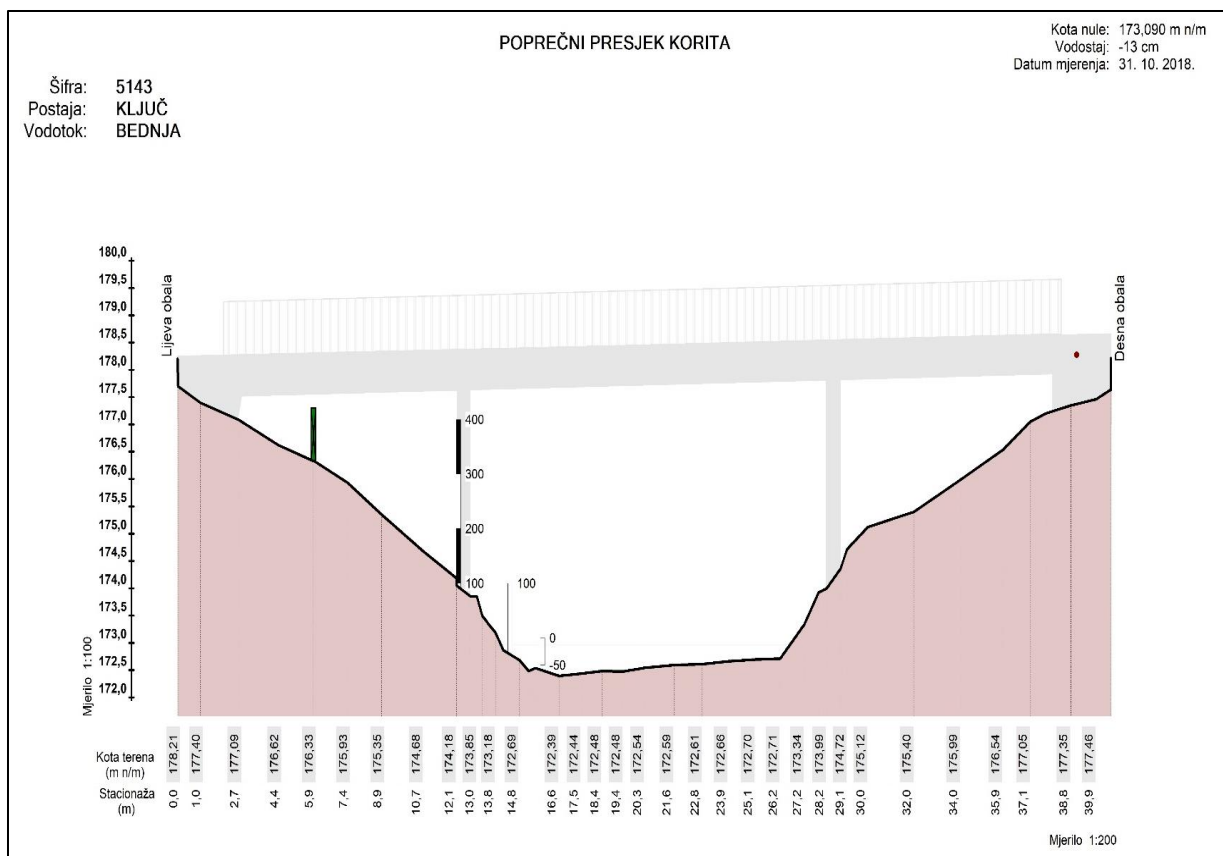 POPREČNI PRESJEK KORITA
Kota nule: 173,090 m n/m
Vodostaj: -13 cm
Datum mjerenja: 31. 10. 2018.
Šifra: 5143
Postaja: KLJUČ
Vodotok: BEDNJA
180,0
179,5
179,0
178,5
178,0
177,5
177,0
176,5
176,0
175,5
175,0
174,5
174,0
173,5
173,0
172,5
172,0
Mjerilo 1:100
Lijeva obala
Desna obala
400
300
200
100
100
0
-50
Kota terena
(m n/m)
178,21 177,40 177,09 176,62 176,33 175,93 175,35 174,68 174,18 173,85 173,18 172,69 172,39 172,44 172,48 172,48 172,54 172,59 172,61 172,66 172,70 172,71 173,34 173,99 174,72 175,12 175,40 175,99 176,54 177,05 177,35 177,46
Stacionaža
(m)
0,0 1,0 2,7 4,4 5,9 7,4 8,9 10,7 12,1 13,0 13,8 14,8 16,6 17,5 18,4 19,4 20,3 21,6 22,8 23,9 25,1 26,2 27,2 28,2 29,1 30,0 32,0 34,0 35,9 37,1 38,8 39,9
Mjerilo 1:200